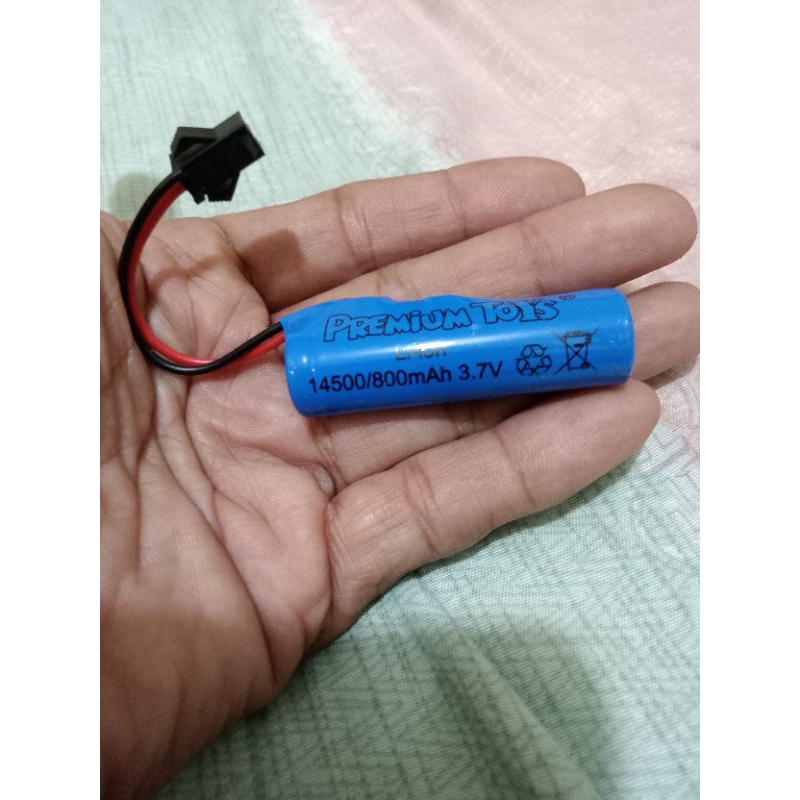 PREMiUM TOYS®
Li-ion
14500/800mAh 3.7V